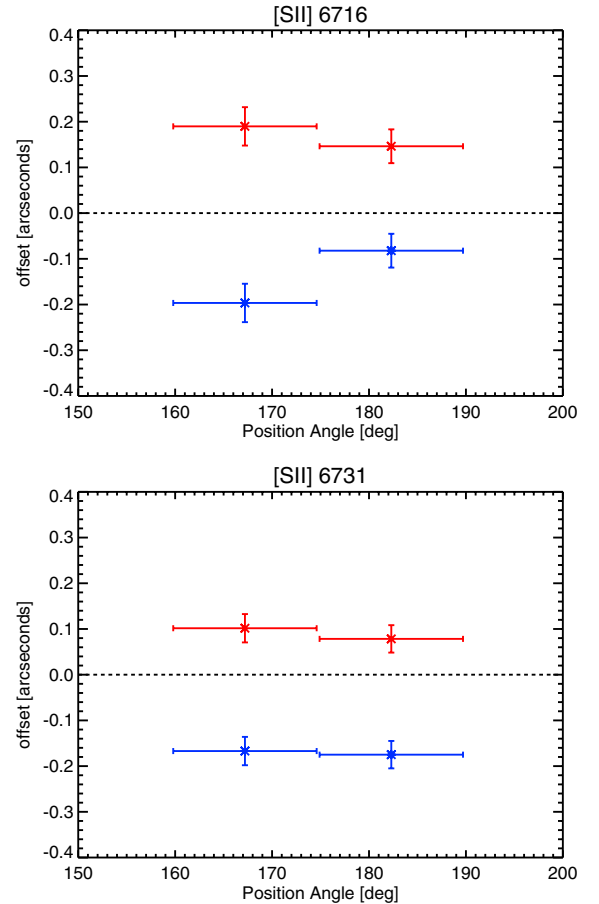 [SII] 6716
0.4
0.3
0.2
0.1
0.0
-0.1
-0.2
-0.3
-0.4
offset [arcseconds]
150 160 170 180 190 200
Position Angle [deg]
[SII] 6731
0.4
0.3
0.2
0.1
0.0
-0.1
-0.2
-0.3
-0.4
offset [arcseconds]
150 160 170 180 190 200
Position Angle [deg]